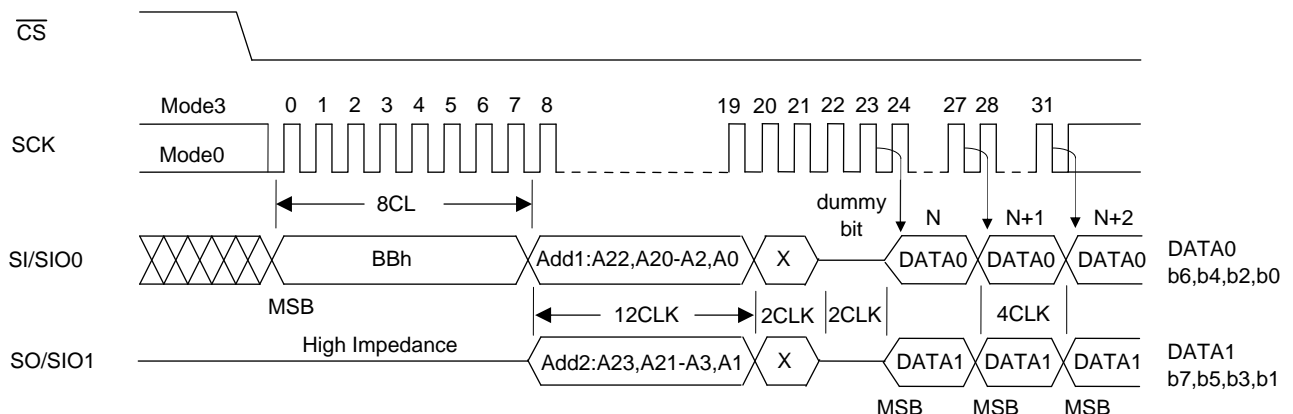 CS
Mode3 0 1 2 3 4 5 6 7 8 19 20 21 22 23 24 27 28 31
SCK
Mode0
8CL
dummy bit
N N+1 N+2
SI/SIO0 BBh Add1:A22,A20-A2,A0 X DATA0 DATA0 DATA0
DATA0
b6,b4,b2,b0
MSB
12CLK 2CLK 2CLK 4CLK
High Impedance
SO/SIO1 Add2:A23,A21-A3,A1 X DATA1 DATA1 DATA1
DATA1
b7,b5,b3,b1
MSB MSB MSB